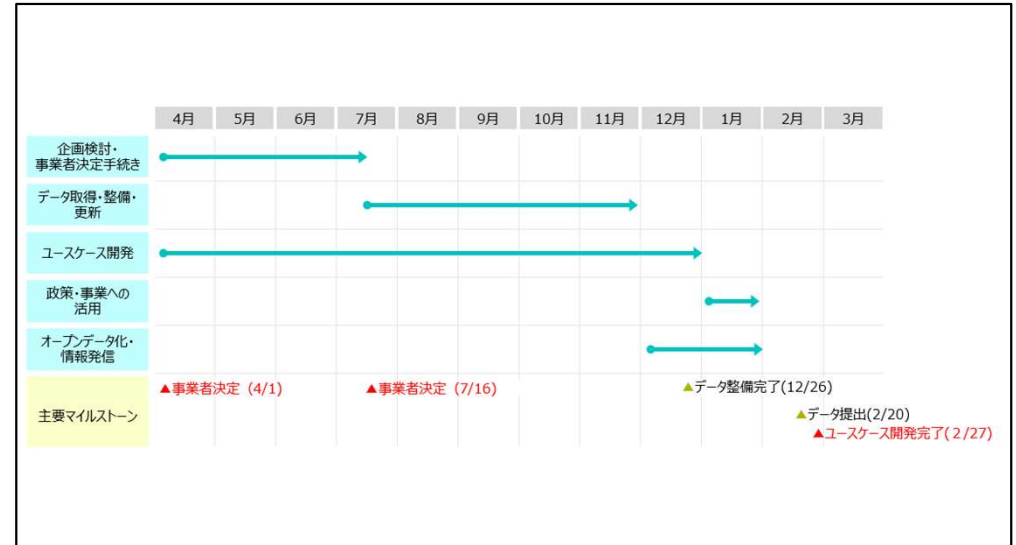 4月 5月 6月 7月 8月 9月 10月 11月 12月 1月 2月 3月
企画検討・
事業者決定手続き
データ取得・整備・
更新
ユースケース開発
政策・事業への
活用
オープンデータ化・
情報発信
主要マイルストーン
▲事業者決定（4/1） ▲事業者決定（7/16） ▲データ整備完了(12/26)
▲データ提出(2/20)
▲ユースケース開発完了(２/27)